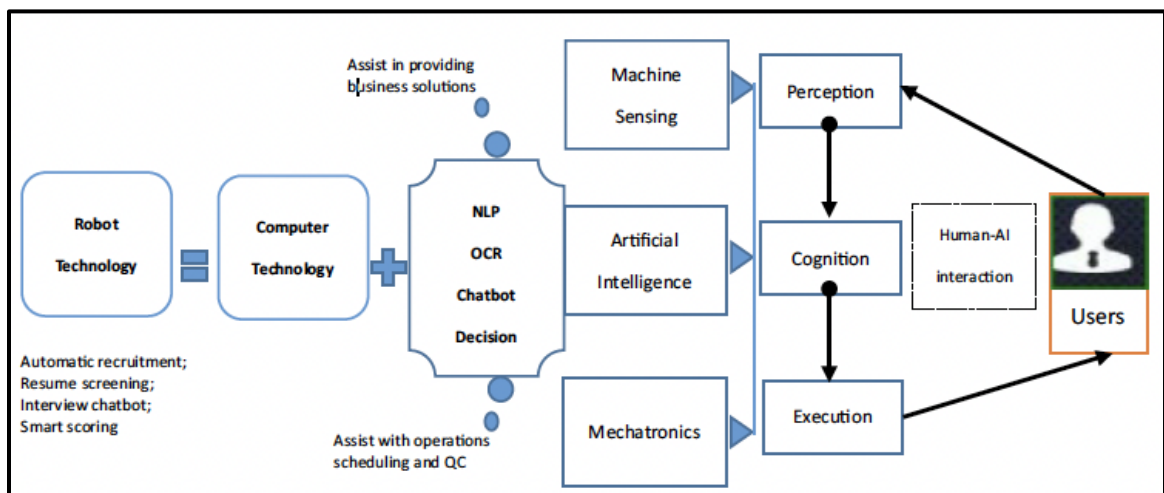 Assist in providing
business solutions
Robot
Technology
Computer
Technology
NLP
OCR
Chatbot
Decision
Machine
Sensing
Artificial
Intelligence
Mechatronics
Perception
Cognition
Execution
Human-AI
interaction
Users
Automatic recruitment;
Resume screening;
Interview chatbot;
Smart scoring
Assist with operations
scheduling and QC